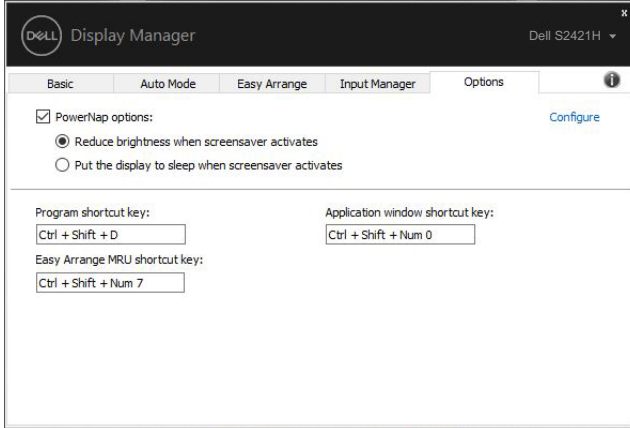 x
DELL Display Manager Dell S2421H
Basic Auto Mode Easy Arrange Input Manager Options i
PowerNap options: Configure
Reduce brightness when screensaver activates
Put the display to sleep when screensaver activates
Program shortcut key: Application window shortcut key:
Ctrl + Shift + D Ctrl + Shift + Num 0
Easy Arrange MRU shortcut key:
Ctrl + Shift + Num 7